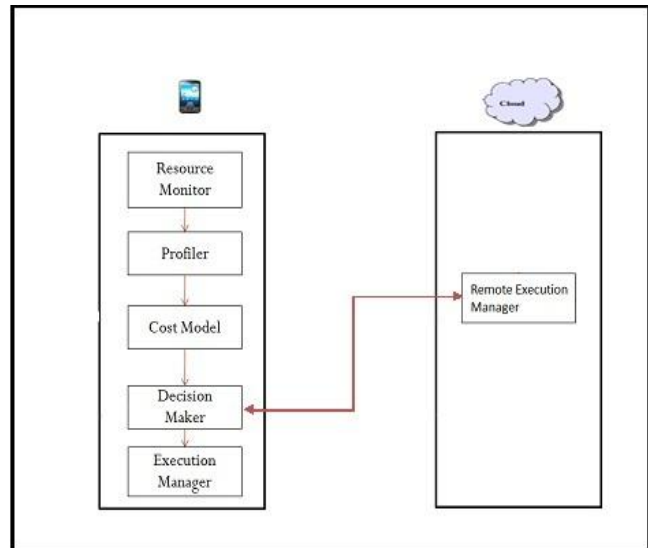 Cloud
Resource
Monitor
Profiler
Cost Model
Decision
Maker
Execution
Manager
Remote Execution
Manager